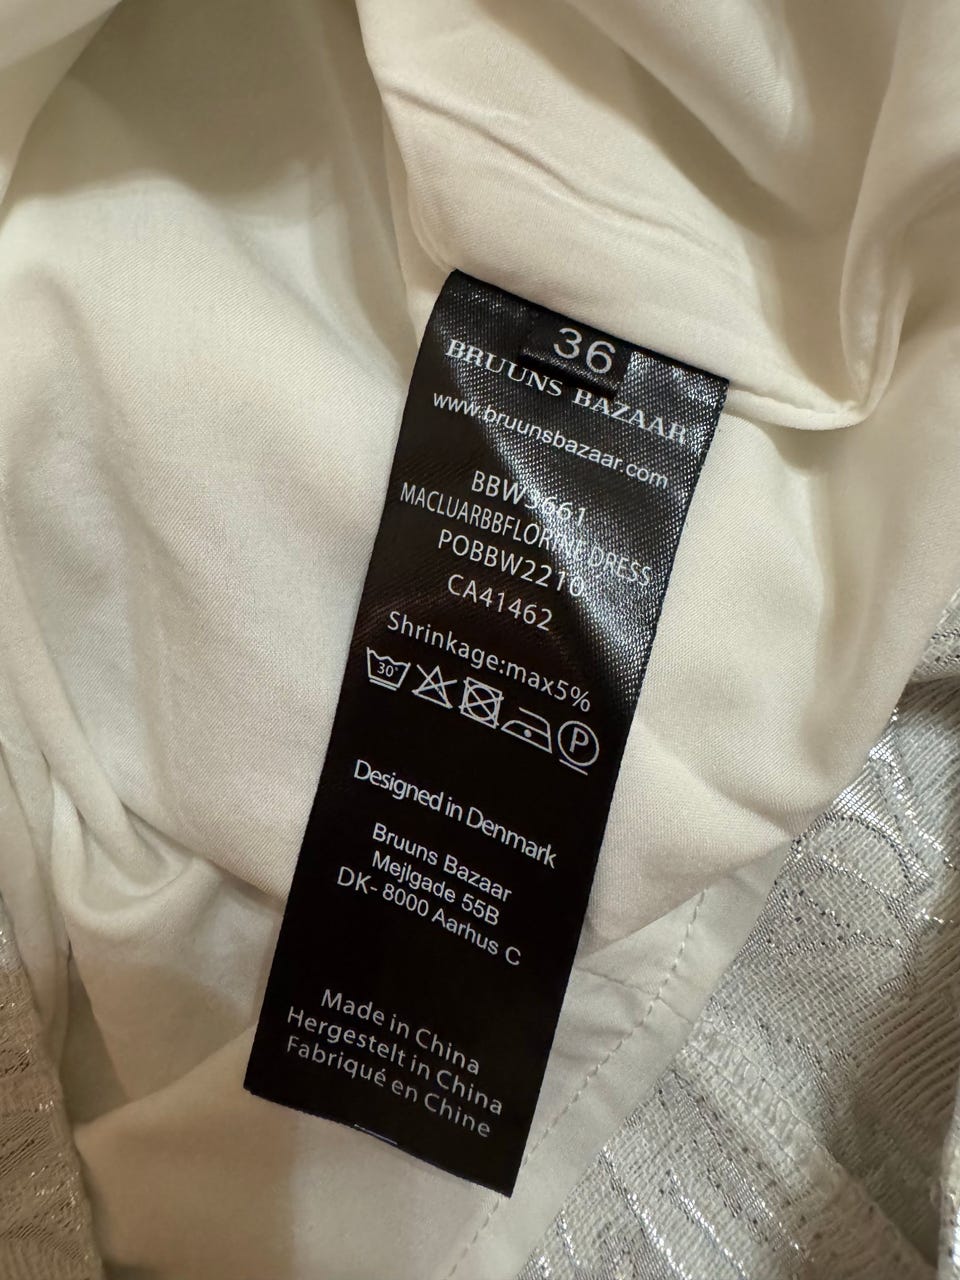 36
BRUUNS BAZAAR
www.bruunsbazaar.com
BBW3661
MACLUARBBFLORINE DRESS
POBBW2210
CA41462
Shrinkage:max5%
30°
P
Designed in Denmark
Bruuns Bazaar
Mejlgade 55B
DK- 8000 Aarhus C
Made in China
Hergestelt in China
Fabriqué en Chine